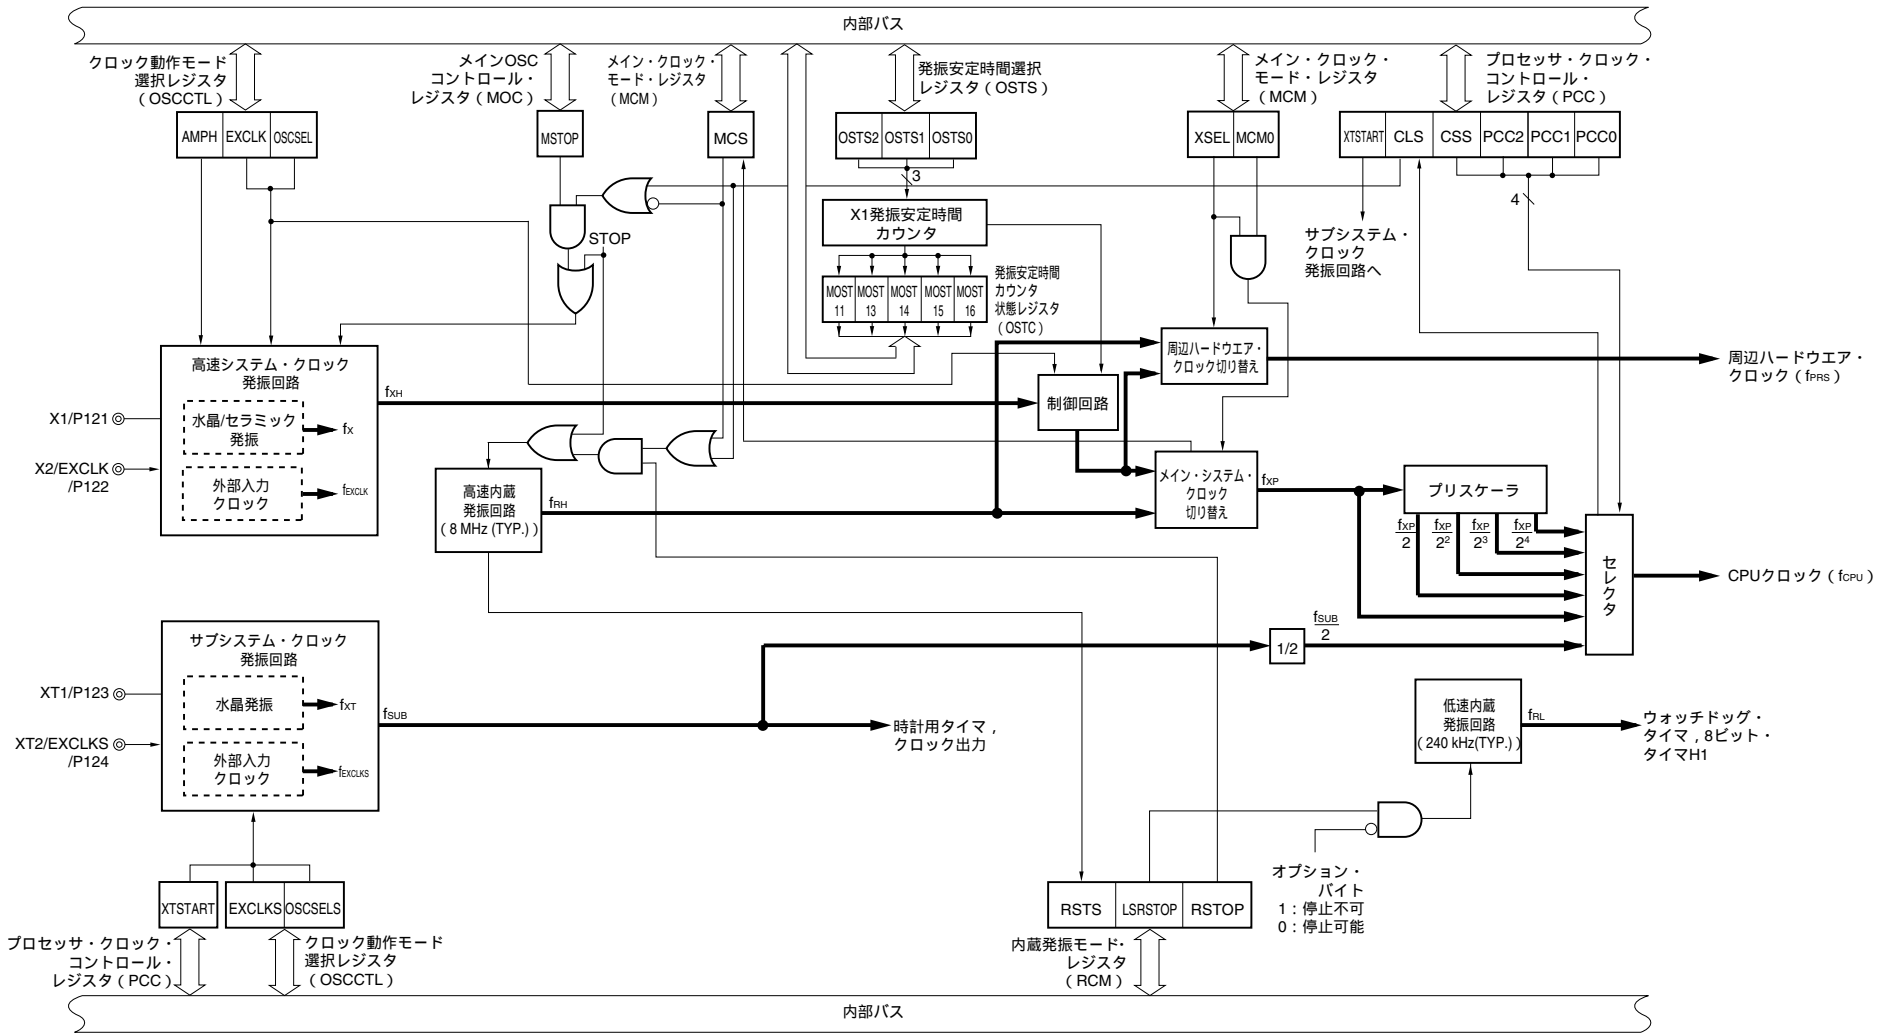 内部バス
クロック動作モード
選択レジスタ
(OSCCTL)
メインOSC
コントロール・
レジスタ(MOC)
メイン・クロック・
モード・レジスタ
(MCM)
発振安定時間選択
レジスタ(OSTS)
メイン・クロック・
モード・レジスタ
(MCM)
プロセッサ・クロック・
コントロール・
レジスタ(PCC)
AMPH EXCLK OSCSEL
MSTOP
MCS
OSTS2 OSTS1 OSTS0
XSEL MCM0
XTSTART CLS CSS PCC2 PCC1 PCC0
3
4
X1発振安定時間
カウンタ
STOP
サブシステム・
クロック
発振回路へ
発振安定時間
カウンタ
状態レジスタ
(OSTC)
MOST 11
MOST 13
MOST 14
MOST 15
MOST 16
高速システム・クロック
発振回路
周辺ハードウエア・
クロック切り替え
周辺ハードウエア・
クロック(fPRS)
fXH
制御回路
X1/P121
水晶/セラミック
発振
fX
X2/EXCLK
/P122
外部入力
クロック
fEXCLK
高速内蔵
発振回路
(8 MHz (TYP.))
fRH
メイン・システム・
クロック
切り替え
fXP
プリスケーラ
fXP/2
fXP/2²
fXP/2³
fXP/2⁴
セレクタ
CPUクロック(fCPU)
サブシステム・クロック
発振回路
fSUB/2
1/2
XT1/P123
水晶発振
fXT
fSUB
時計用タイマ,
クロック出力
XT2/EXCLKS
/P124
外部入力
クロック
fEXCLKS
低速内蔵
発振回路
(240 kHz(TYP.))
fRL
ウォッチドッグ・
タイマ,8ビット・
タイマH1
オプション・
バイト
1:停止不可
0:停止可能
XTSTART
EXCLKS OSCSELS
RSTS LSRSTOP RSTOP
プロセッサ・クロック・
コントロール・
レジスタ(PCC)
クロック動作モード
選択レジスタ
(OSCCTL)
内蔵発振モード・
レジスタ
(RCM)
内部バス